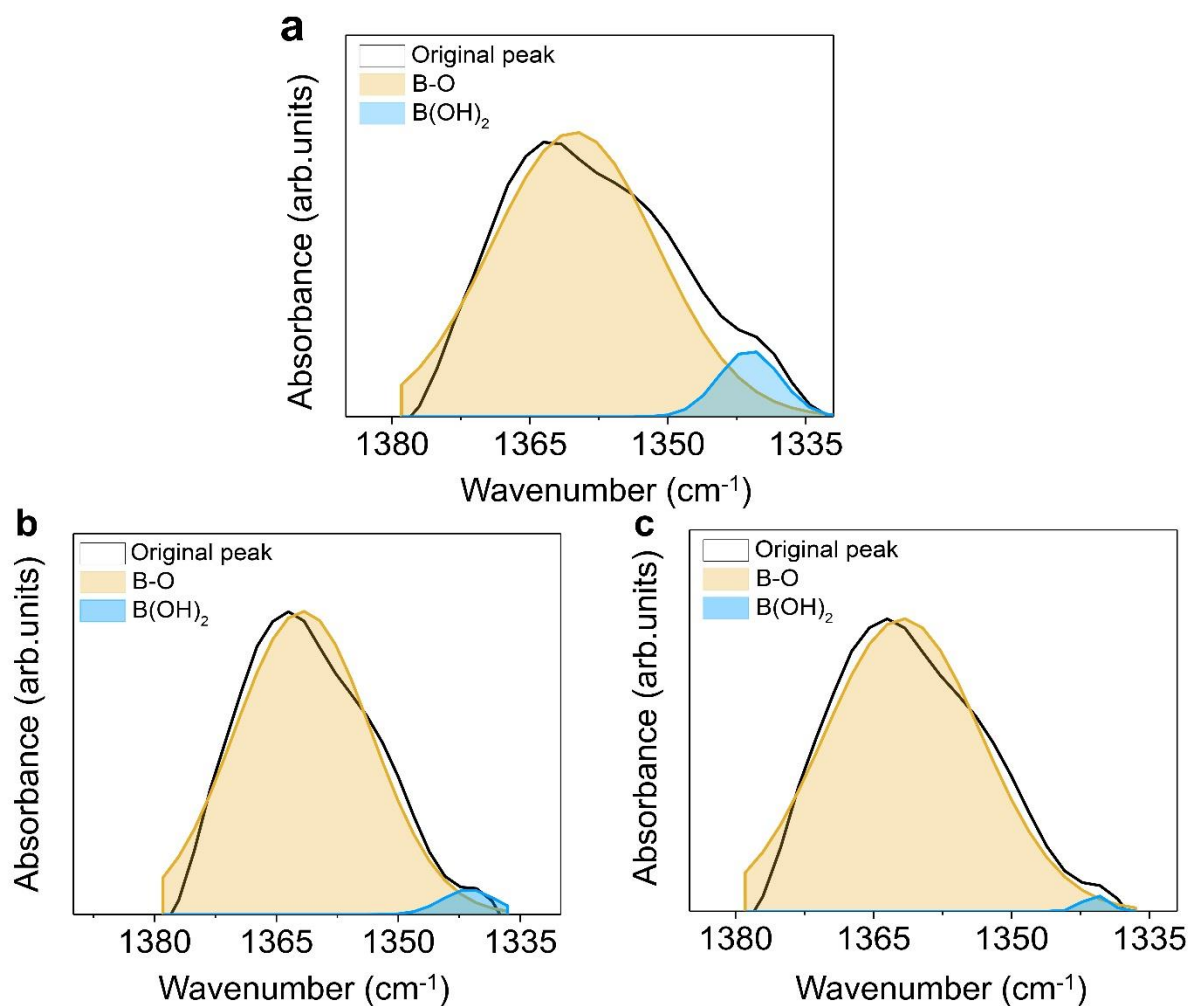 a
Original peak
B-O
B(OH)₂
Absorbance (arb.units)
1380 1365 1350 1335
Wavenumber (cm⁻¹)
b
Original peak
B-O
B(OH)₂
Absorbance (arb.units)
1380 1365 1350 1335
Wavenumber (cm⁻¹)
c
Original peak
B-O
B(OH)₂
Absorbance (arb.units)
1380 1365 1350 1335
Wavenumber (cm⁻¹)